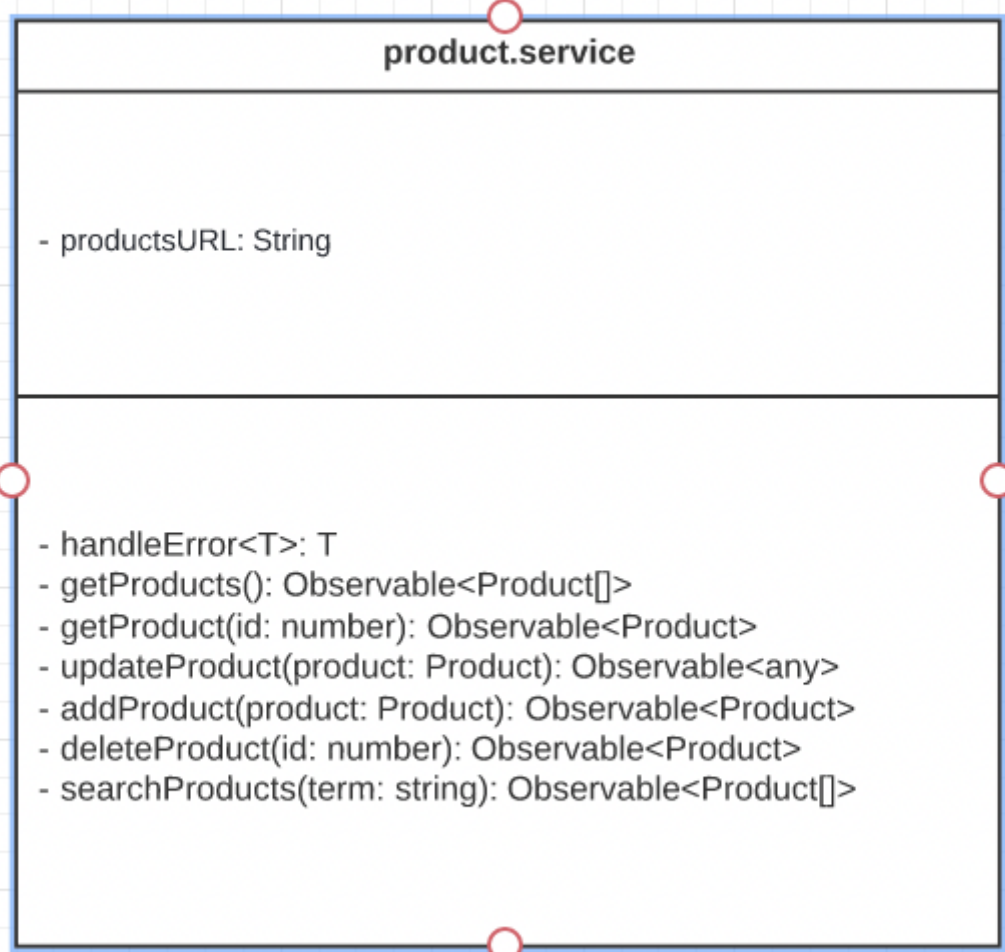 product.service
- productsURL: String
- handleError<T>: T
- getProducts(): Observable<Product[]>
- getProduct(id: number): Observable<Product>
- updateProduct(product: Product): Observable<any>
- addProduct(product: Product): Observable<Product>
- deleteProduct(id: number): Observable<Product>
- searchProducts(term: string): Observable<Product[]>